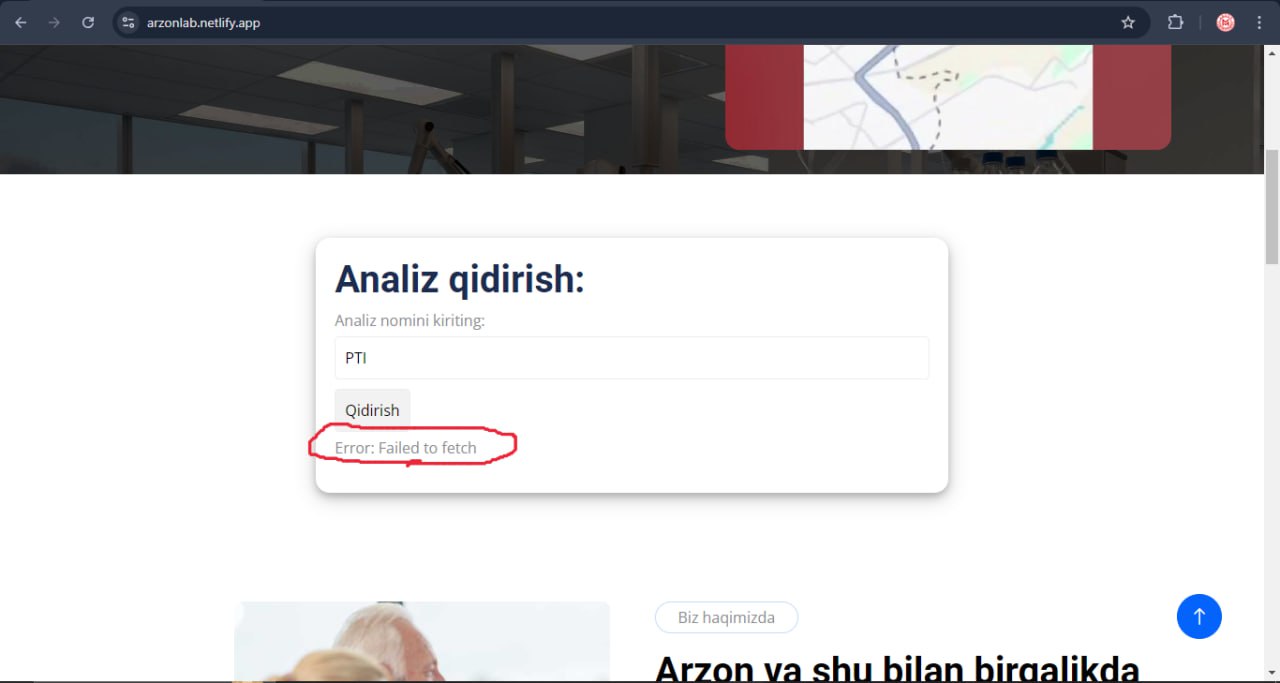 arzonlab.netlify.app
Analiz qidirish:
Analiz nomini kiriting:
PTI
Qidirish
Error: Failed to fetch
Biz haqimizda
Arzon va shu bilan birgalikda